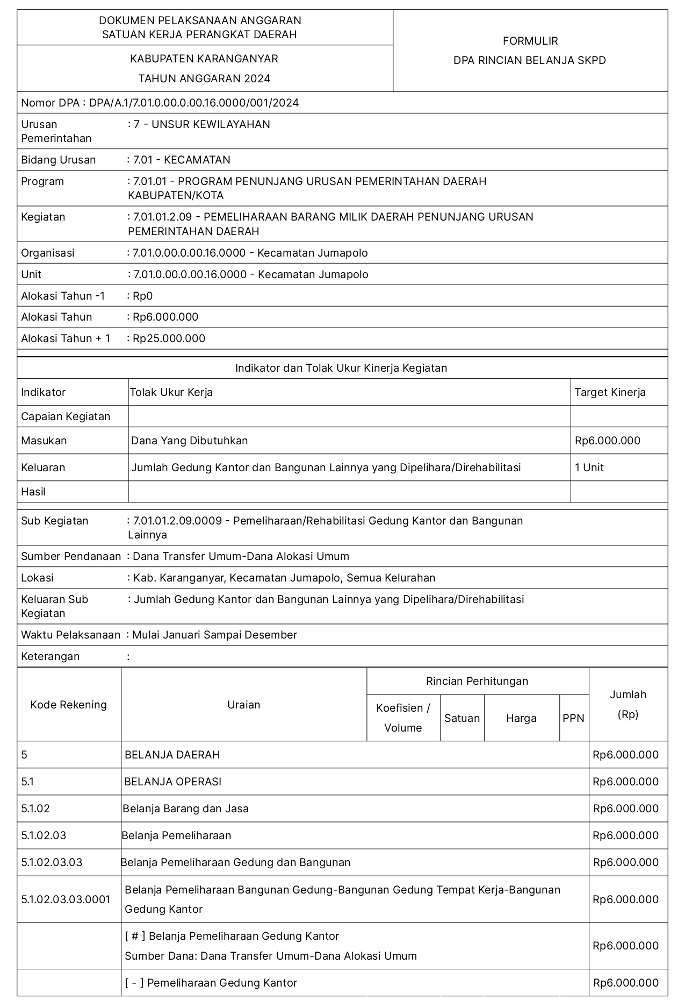 DOKUMEN PELAKSANAAN ANGGARAN
SATUAN KERJA PERANGKAT DAERAH
KABUPATEN KARANGANYAR
TAHUN ANGGARAN 2024
FORMULIR
DPA RINCIAN BELANJA SKPD
Nomor DPA : DPA/A.1/7.01.0.00.0.00.16.0000/001/2024
Urusan : 7 - UNSUR KEWILAYAHAN
Pemerintahan
Bidang Urusan : 7.01 - KECAMATAN
Program : 7.01.01 - PROGRAM PENUNJANG URUSAN PEMERINTAHAN DAERAH
KABUPATEN/KOTA
Kegiatan : 7.01.01.2.09 - PEMELIHARAAN BARANG MILIK DAERAH PENUNJANG URUSAN
PEMERINTAHAN DAERAH
Organisasi : 7.01.0.00.0.00.16.0000 - Kecamatan Jumapolo
Unit : 7.01.0.00.0.00.16.0000 - Kecamatan Jumapolo
Alokasi Tahun -1 : Rp0
Alokasi Tahun : Rp6.000.000
Alokasi Tahun + 1 : Rp25.000.000
Indikator dan Tolak Ukur Kinerja Kegiatan
Indikator Tolak Ukur Kerja Target Kinerja
Capaian Kegiatan
Masukan Dana Yang Dibutuhkan Rp6.000.000
Keluaran Jumlah Gedung Kantor dan Bangunan Lainnya yang Dipelihara/Direhabilitasi 1 Unit
Hasil
Sub Kegiatan : 7.01.01.2.09.0009 - Pemeliharaan/Rehabilitasi Gedung Kantor dan Bangunan
Lainnya
Sumber Pendanaan : Dana Transfer Umum-Dana Alokasi Umum
Lokasi : Kab. Karanganyar, Kecamatan Jumapolo, Semua Kelurahan
Keluaran Sub : Jumlah Gedung Kantor dan Bangunan Lainnya yang Dipelihara/Direhabilitasi
Kegiatan
Waktu Pelaksanaan : Mulai Januari Sampai Desember
Keterangan :
Kode Rekening
Uraian
Rincian Perhitungan
Koefisien /
Volume
Satuan
Harga
PPN
Jumlah
(Rp)
5 BELANJA DAERAH Rp6.000.000
5.1 BELANJA OPERASI Rp6.000.000
5.1.02 Belanja Barang dan Jasa Rp6.000.000
5.1.02.03 Belanja Pemeliharaan Rp6.000.000
5.1.02.03.03 Belanja Pemeliharaan Gedung dan Bangunan Rp6.000.000
5.1.02.03.03.0001 Belanja Pemeliharaan Bangunan Gedung-Bangunan Gedung Tempat Kerja-Bangunan
Gedung Kantor Rp6.000.000
[ # ] Belanja Pemeliharaan Gedung Kantor
Sumber Dana: Dana Transfer Umum-Dana Alokasi Umum Rp6.000.000
[ - ] Pemeliharaan Gedung Kantor Rp6.000.000